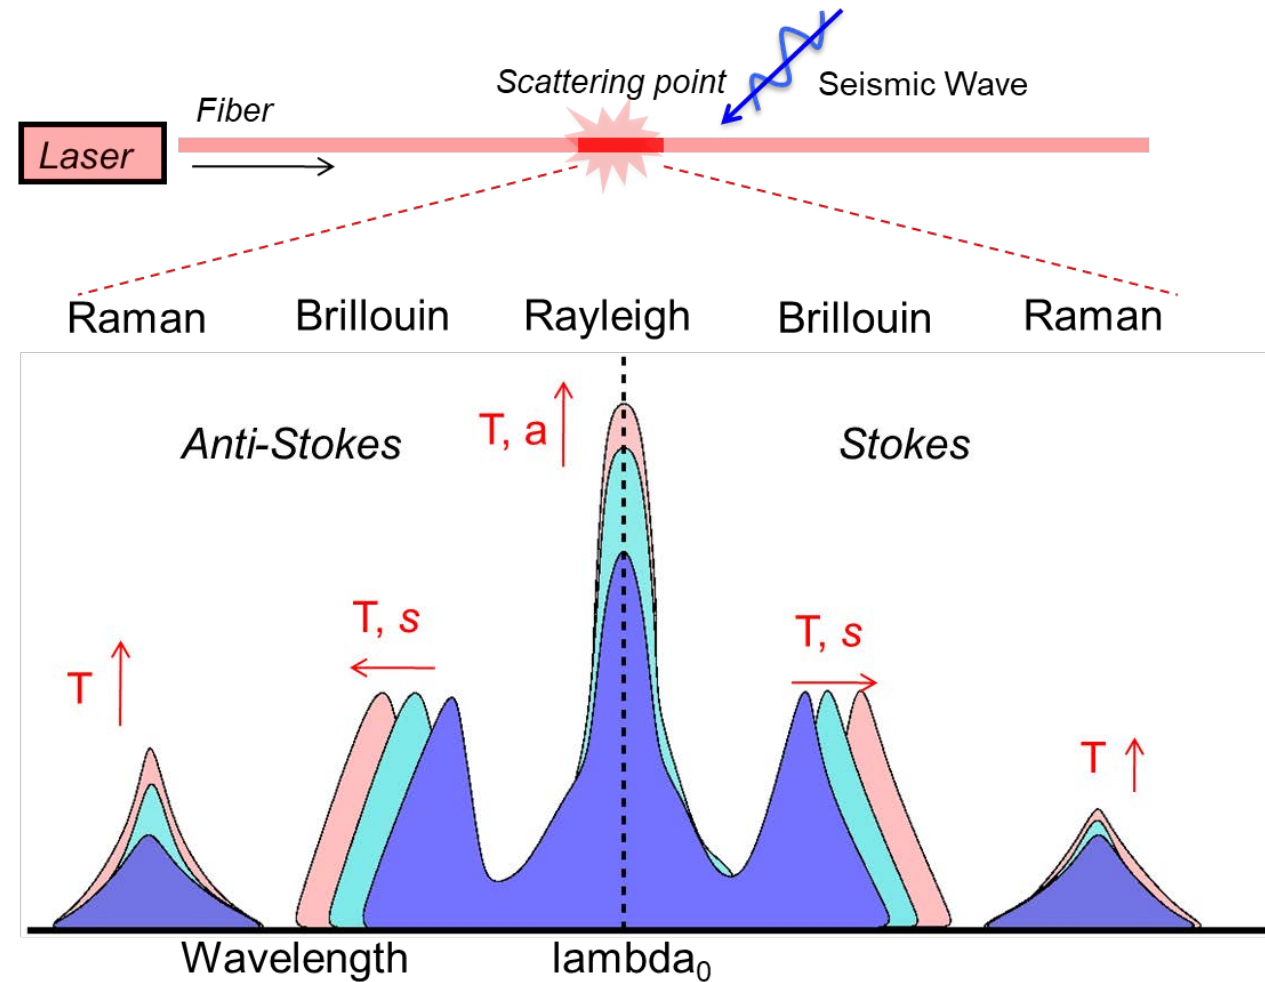 Scattering point
Seismic Wave
Fiber
Laser
Raman Brillouin Rayleigh Brillouin Raman
T, a
Anti-Stokes
Stokes
T, s
T, s
T
T
Wavelength
lambda₀